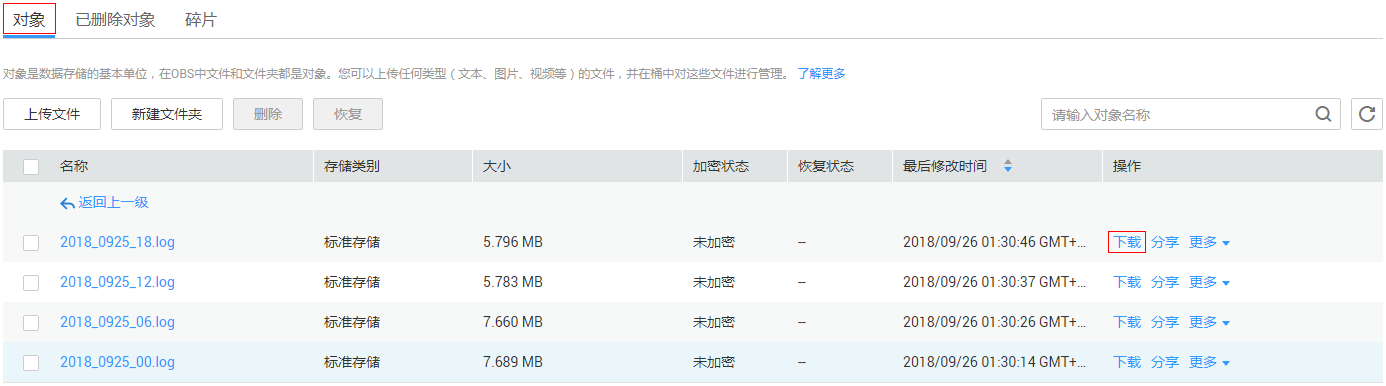 对象 已删除对象 碎片
对象是数据存储的基本单位，在OBS中文件和文件夹都是对象。您可以上传任何类型（文本、图片、视频等）的文件，并在桶中对这些文件进行管理。 了解更多
上传文件 新建文件夹 删除 恢复 请输入对象名称
名称 存储类别 大小 加密状态 恢复状态 最后修改时间 操作
返回上一级
2018_0925_18.log 标准存储 5.796 MB 未加密 -- 2018/09/26 01:30:46 GMT+... 下载 分享 更多
2018_0925_12.log 标准存储 5.783 MB 未加密 -- 2018/09/26 01:30:37 GMT+... 下载 分享 更多
2018_0925_06.log 标准存储 7.660 MB 未加密 -- 2018/09/26 01:30:26 GMT+... 下载 分享 更多
2018_0925_00.log 标准存储 7.689 MB 未加密 -- 2018/09/26 01:30:14 GMT+... 下载 分享 更多